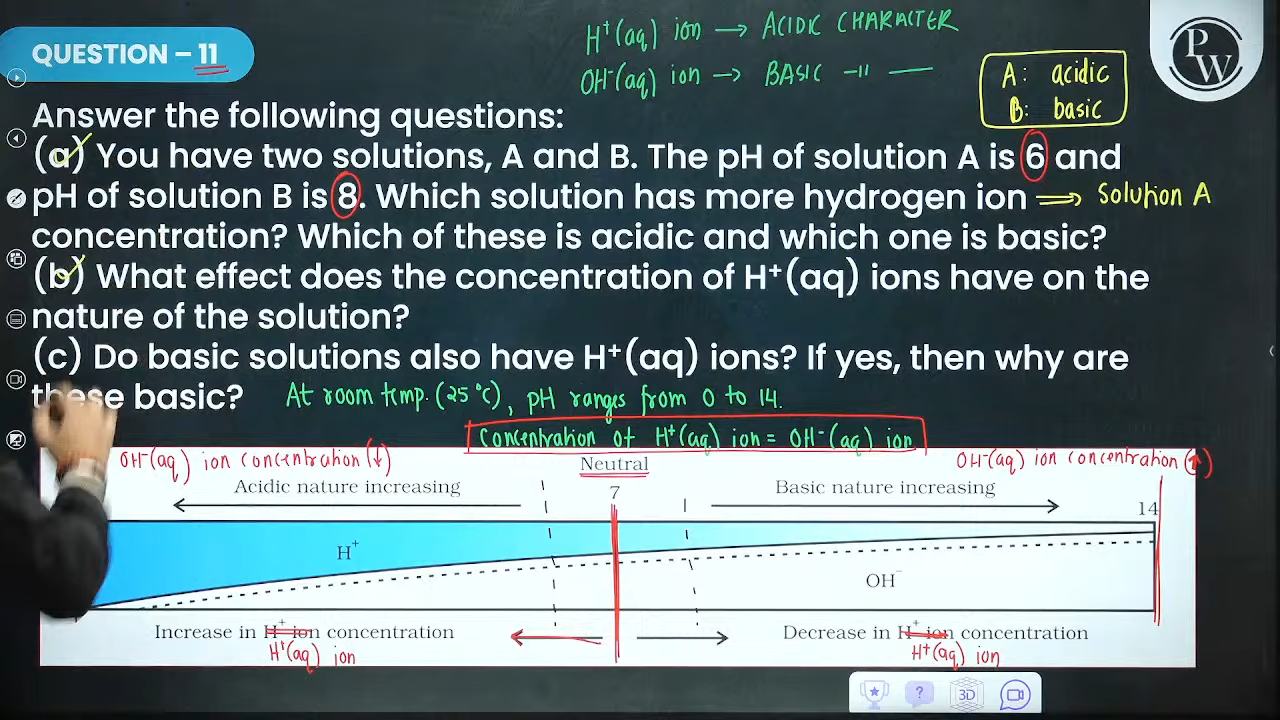 H⁺(aq) ion → ACIDIC CHARACTER
QUESTION – 11
OH⁻(aq) ion → BASIC —11——
A: acidic
B: basic
PW
Answer the following questions:
(a) You have two solutions, A and B. The pH of solution A is 6 and
pH of solution B is 8. Which solution has more hydrogen ion ⟹ Solution A
concentration? Which of these is acidic and which one is basic?
(b) What effect does the concentration of H⁺(aq) ions have on the
nature of the solution?
(c) Do basic solutions also have H⁺(aq) ions? If yes, then why are
these basic? At room temp. (25°C), pH ranges from 0 to 14.
Concentration of H⁺(aq) ion = OH⁻(aq) ion
OH⁻(aq) ion concentration (↓)
Neutral
OH⁻(aq) ion concentration (↑)
Acidic nature increasing
7
Basic nature increasing
14
H⁺
OH⁻
Increase in H⁺ ion concentration
Decrease in H⁺ ion concentration
H⁺(aq) ion
H⁺(aq) ion
?
3D